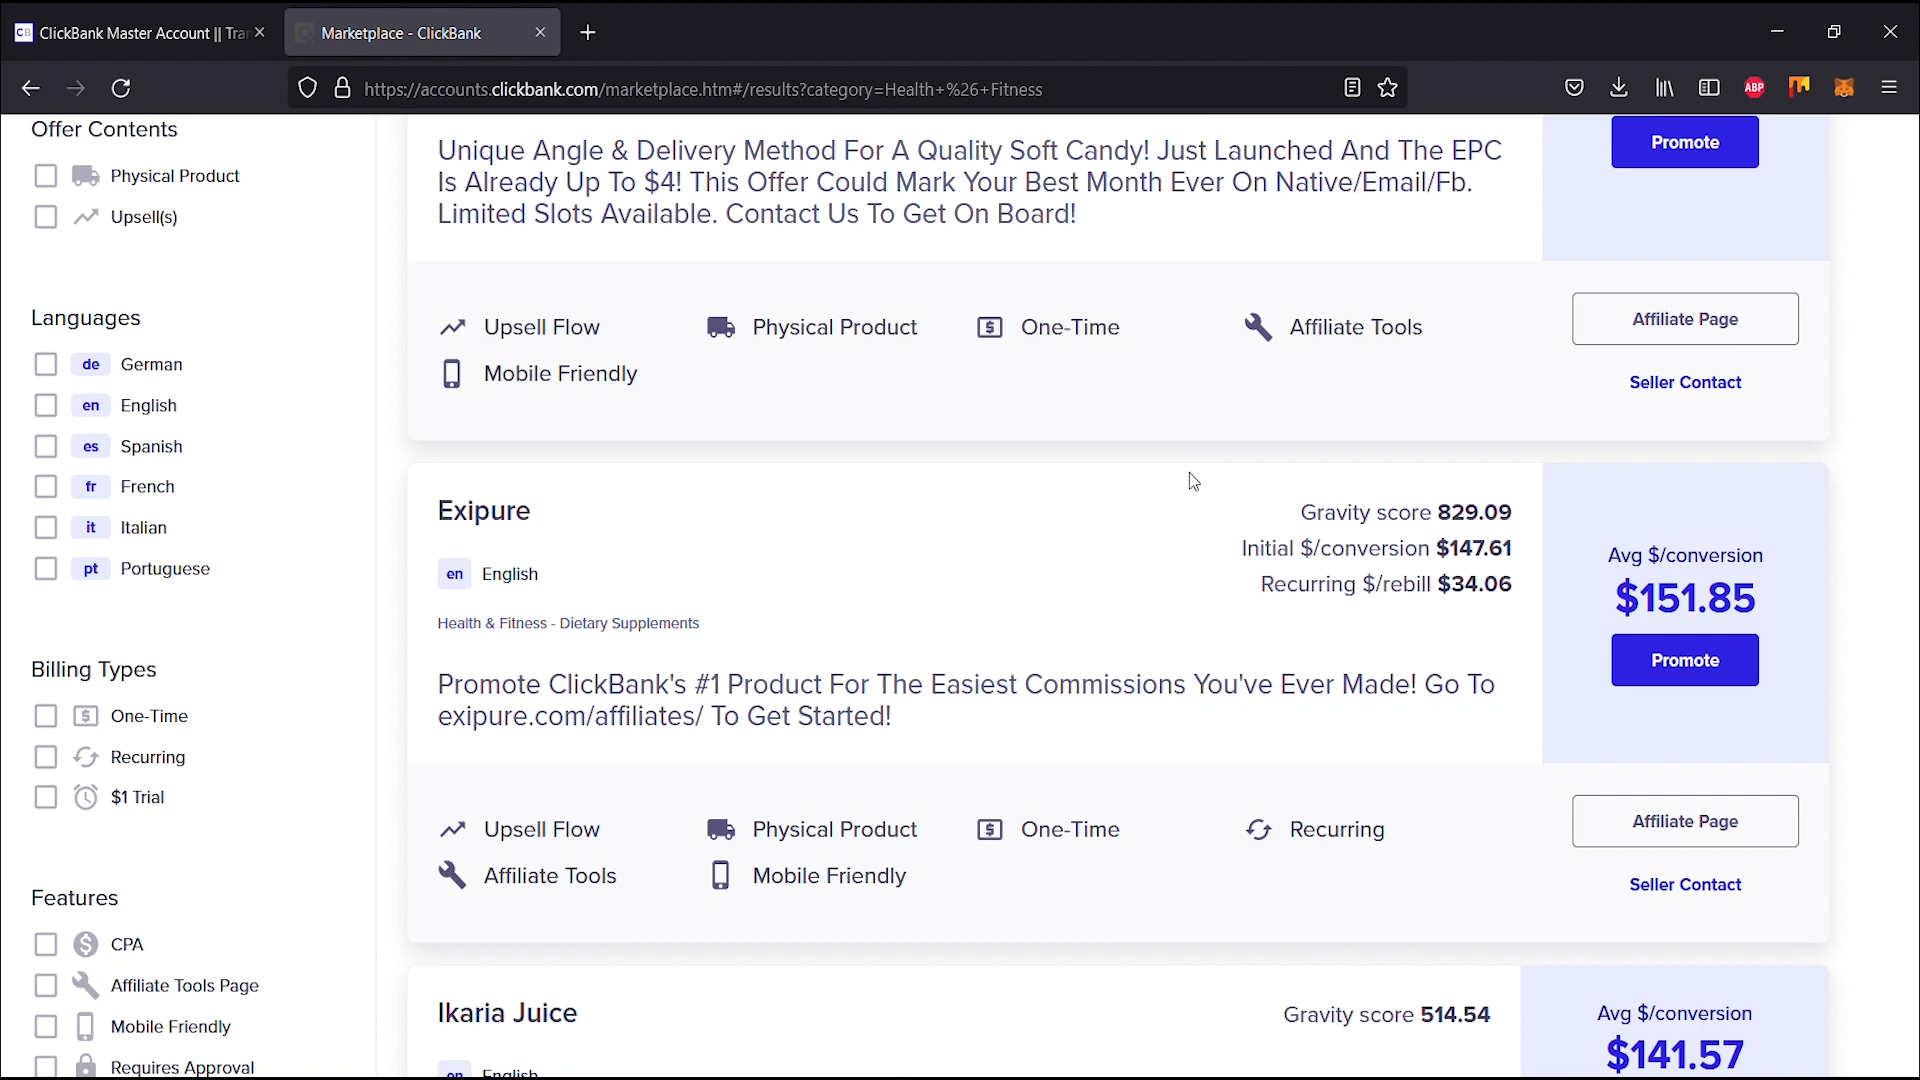 ClickBank Master Account || Tra
Marketplace - ClickBank
https://accounts.clickbank.com/marketplace.htm#/results?category=Health+%26+Fitness
ABP
Offer Contents
Physical Product
Upsell(s)
Languages
de German
en English
es Spanish
fr French
it Italian
pt Portuguese
Billing Types
One-Time
Recurring
$1 Trial
Features
CPA
Affiliate Tools Page
Mobile Friendly
Requires Approval
Unique Angle & Delivery Method For A Quality Soft Candy! Just Launched And The EPC
Is Already Up To $4! This Offer Could Mark Your Best Month Ever On Native/Email/Fb.
Limited Slots Available. Contact Us To Get On Board!
Promote
Upsell Flow
Physical Product
One-Time
Affiliate Tools
Mobile Friendly
Affiliate Page
Seller Contact
Exipure
en English
Health & Fitness - Dietary Supplements
Gravity score 829.09
Initial $/conversion $147.61
Recurring $/rebill $34.06
Avg $/conversion
$151.85
Promote
Promote ClickBank's #1 Product For The Easiest Commissions You've Ever Made! Go To
exipure.com/affiliates/ To Get Started!
Upsell Flow
Physical Product
One-Time
Recurring
Affiliate Tools
Mobile Friendly
Affiliate Page
Seller Contact
Ikaria Juice
Gravity score 514.54
Avg $/conversion
$141.57
en English